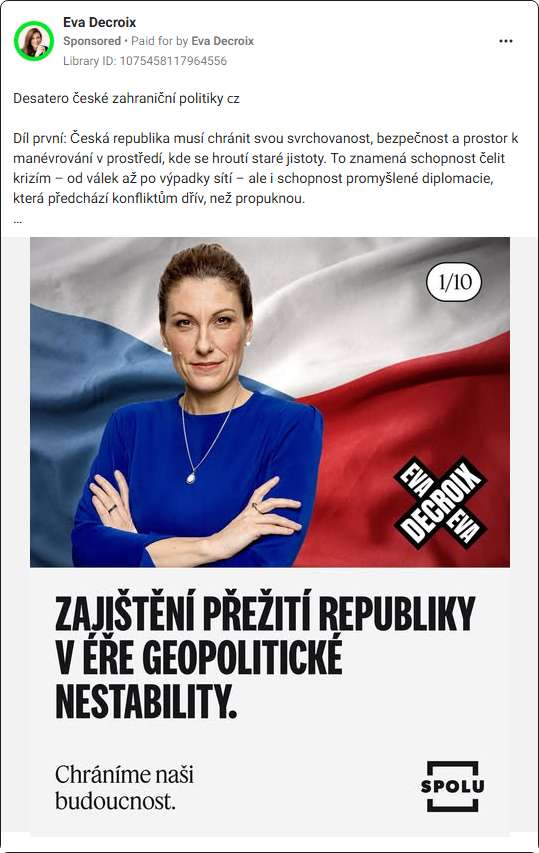 Eva Decroix
Sponsored • Paid for by Eva Decroix
Library ID: 1075458117964556
Desatero české zahraniční politiky cz
Díl první: Česká republika musí chránit svou svrchovanost, bezpečnost a prostor k
manévrování v prostředí, kde se hroutí staré jistoty. To znamená schopnost čelit
krizím – od válek až po výpadky sítí – ale i schopnost promyšlené diplomacie,
která předchází konfliktům dřív, než propuknou.
...
1/10
EVA
DECROIX
EVA
ZAJIŠTĚNÍ PŘEŽITÍ REPUBLIKY
V ÉŘE GEOPOLITICKÉ
NESTABILITY.
Chráníme naši
budoucnost.
SPOLU